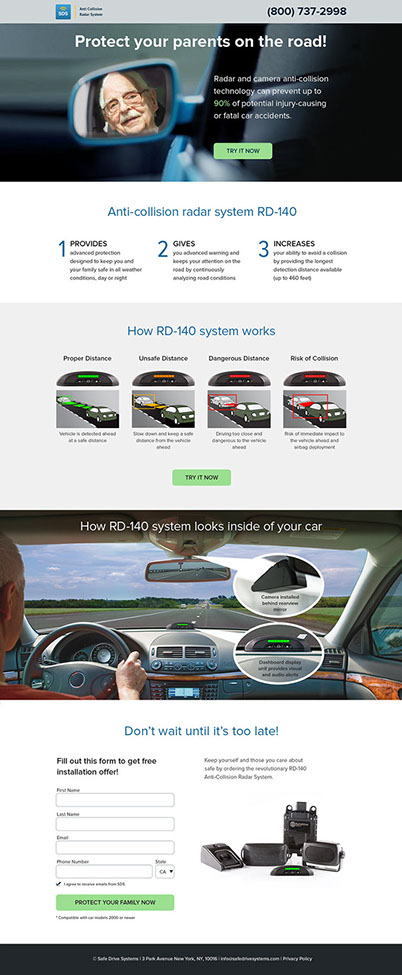 SDS
Anti Collision
Radar System
(800) 737-2998
Protect your parents on the road!
Radar and camera anti-collision
technology can prevent up to
90% of potential injury-causing
or fatal car accidents.
TRY IT NOW
Anti-collision radar system RD-140
1 PROVIDES
advanced protection
designed to keep you and
your family safe in all weather
conditions, day or night
2 GIVES
you advanced warning and
keeps your attention on the
road by continuously
analyzing road conditions
3 INCREASES
your ability to avoid a collision
by providing the longest
detection distance available
(up to 460 feet)
How RD-140 system works
Proper Distance
Vehicle is detected ahead
at a safe distance
Unsafe Distance
Slow down and keep a safe
distance from the vehicle
ahead
Dangerous Distance
Driving too close and
dangerous to the vehicle
ahead
Risk of Collision
Risk of immediate impact to
the vehicle ahead and
airbag deployment
TRY IT NOW
How RD-140 system looks inside of your car
Camera installed
behind rearview
mirror
Dashboard display
unit provides visual
and audio alerts
Don't wait until it's too late!
Fill out this form to get free
installation offer!
First Name
Last Name
Email
Phone Number
State
CA
I agree to receive emails from SDS
PROTECT YOUR FAMILY NOW
* Compatible with car models 2000 or newer
Keep yourself and those you care about
safe by ordering the revolutionary RD-140
Anti-Collision Radar System.
© Safe Drive Systems | 3 Park Avenue New York, NY, 10016 | info@safedrivesystems.com | Privacy Policy